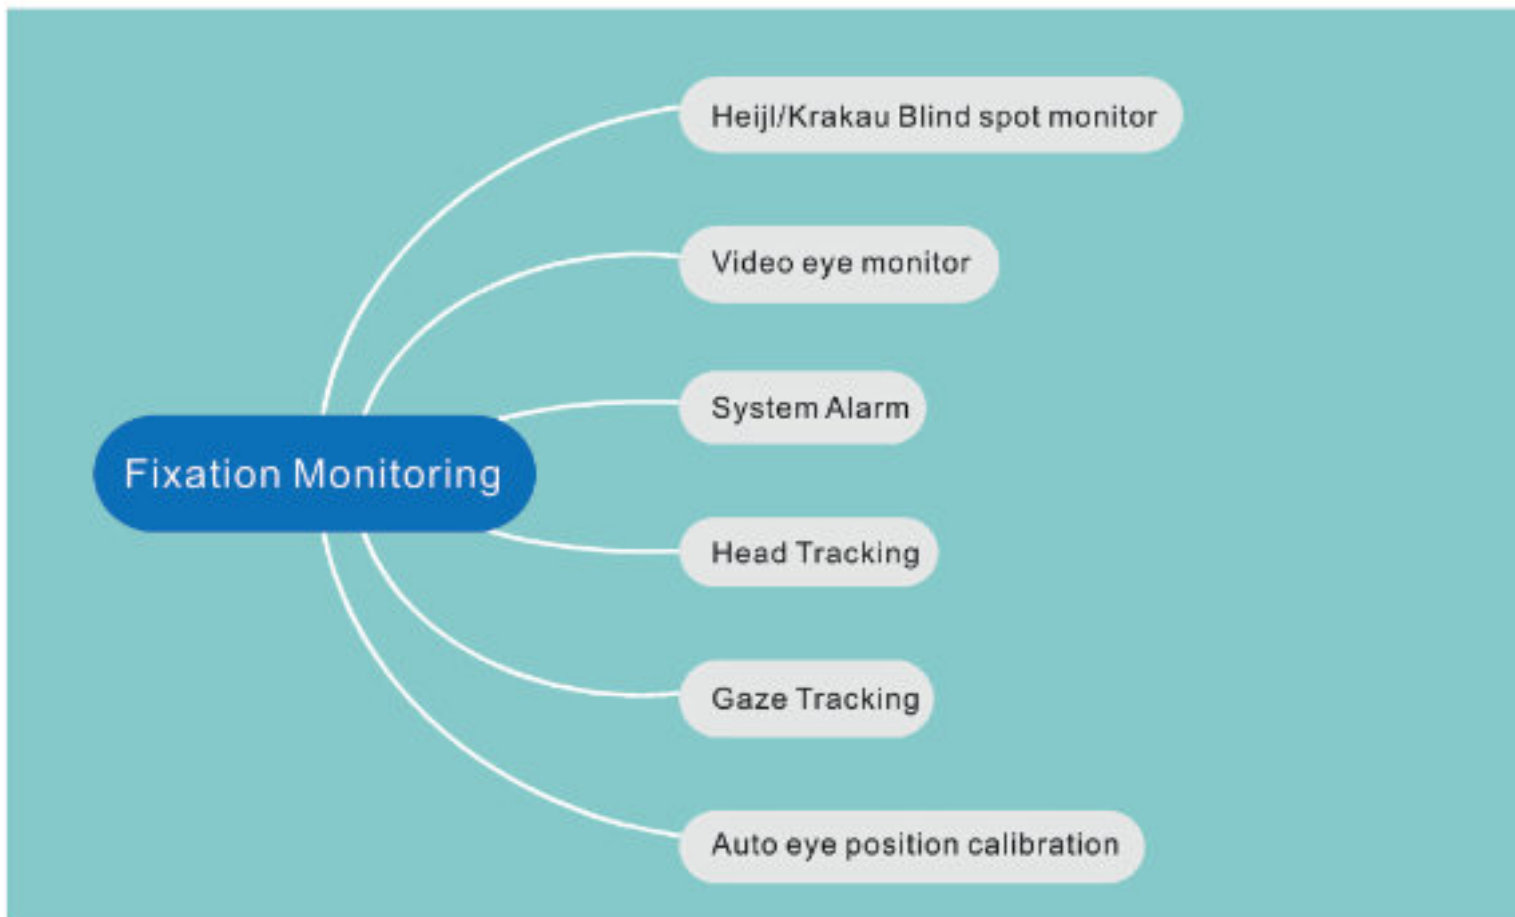 Heijl/Krakau Blind spot monitor
Video eye monitor
System Alarm
Fixation Monitoring
Head Tracking
Gaze Tracking
Auto eye position calibration